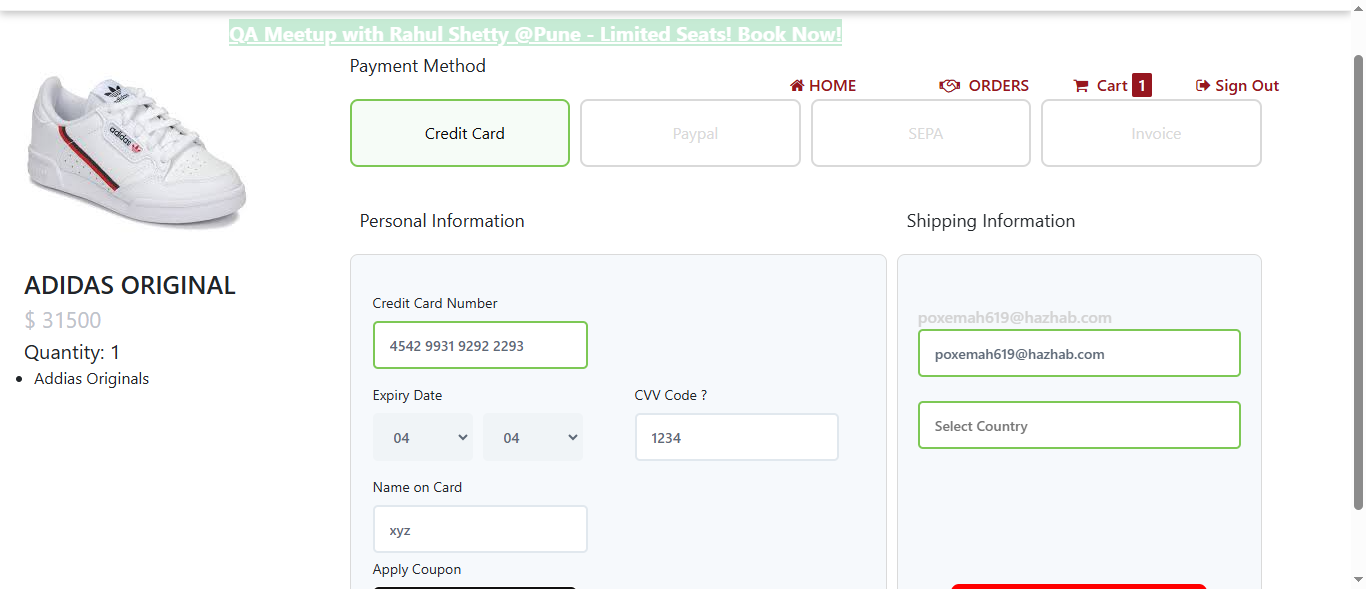 QA Meetup with Rahul Shetty @Pune - Limited Seats! Book Now!
Payment Method
HOME
ORDERS
Cart 1
Sign Out
Credit Card
Paypal
SEPA
Invoice
adidas
adidas
Personal Information
Shipping Information
ADIDAS ORIGINAL
$ 31500
Quantity: 1
Addias Originals
Credit Card Number
4542 9931 9292 2293
Expiry Date
CVV Code ?
04
04
1234
Name on Card
xyz
Apply Coupon
poxemah619@hazhab.com
poxemah619@hazhab.com
Select Country